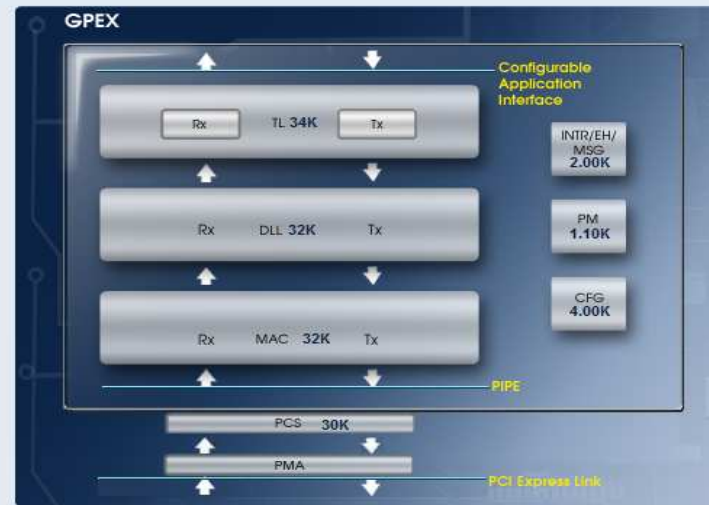 GPEX
Configurable
Application
Interface
Rx TL 34K Tx
INTR/EH/
MSG
2.00K
Rx DLL 32K Tx
PM
1.10K
CFG
4.00K
Rx MAC 32K Tx
PIPE
PCS 30K
PMA
PCI Express Link